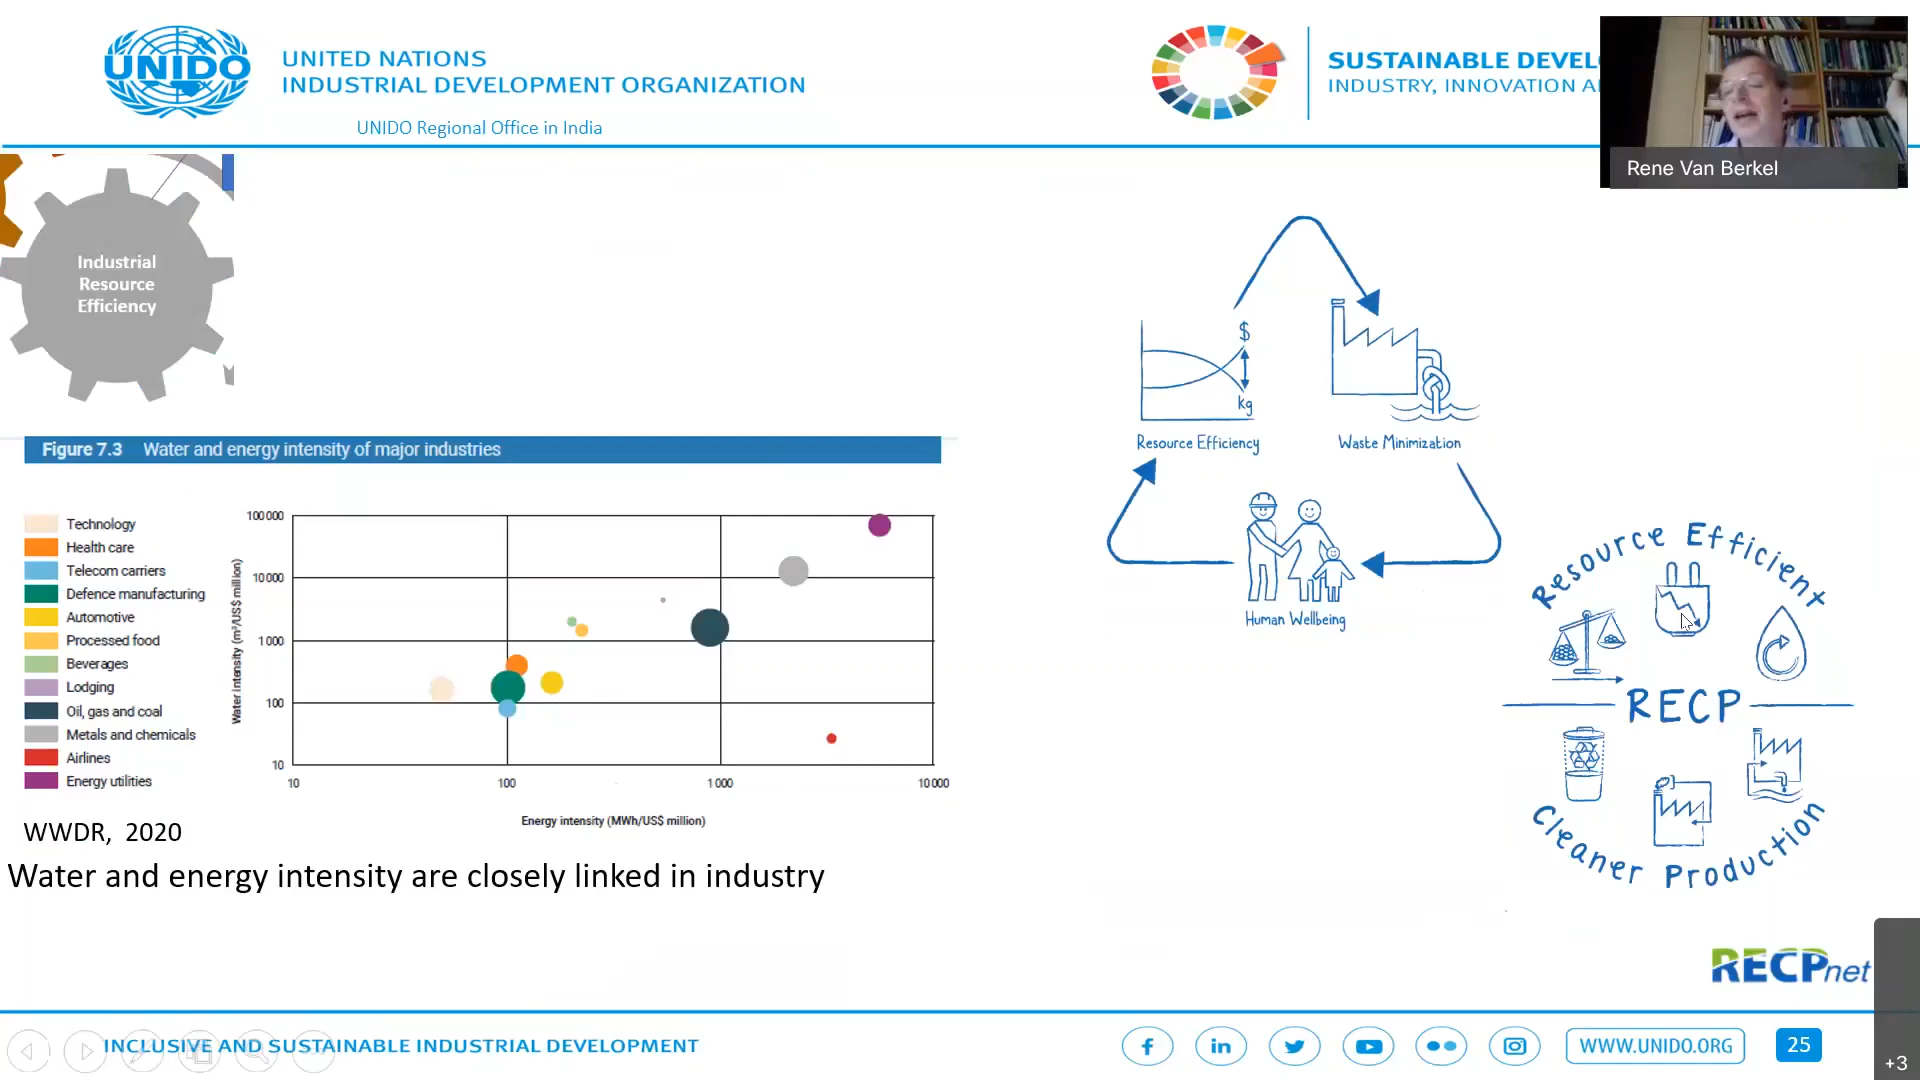 UNIDO
UNITED NATIONS
INDUSTRIAL DEVELOPMENT ORGANIZATION
UNIDO Regional Office in India
SUSTAINABLE DEVEL
INDUSTRY, INNOVATION A
Rene Van Berkel
Industrial
Resource
Efficiency
Figure 7.3 Water and energy intensity of major industries
Technology
Health care
Telecom carriers
Defence manufacturing
Automotive
Processed food
Beverages
Lodging
Oil, gas and coal
Metals and chemicals
Airlines
Energy utilities
Water intensity (m³/US$ million)
100 000
10 000
1 000
100
10
10
100
1 000
10 000
Energy intensity (MWh/US$ million)
WWDR, 2020
Water and energy intensity are closely linked in industry
$
kg
Resource Efficiency
Waste Minimization
Human Wellbeing
Resource Efficient
RECP
Cleaner Production
RECPnet
INCLUSIVE AND SUSTAINABLE INDUSTRIAL DEVELOPMENT
f
in
WWW.UNIDO.ORG
25
+3